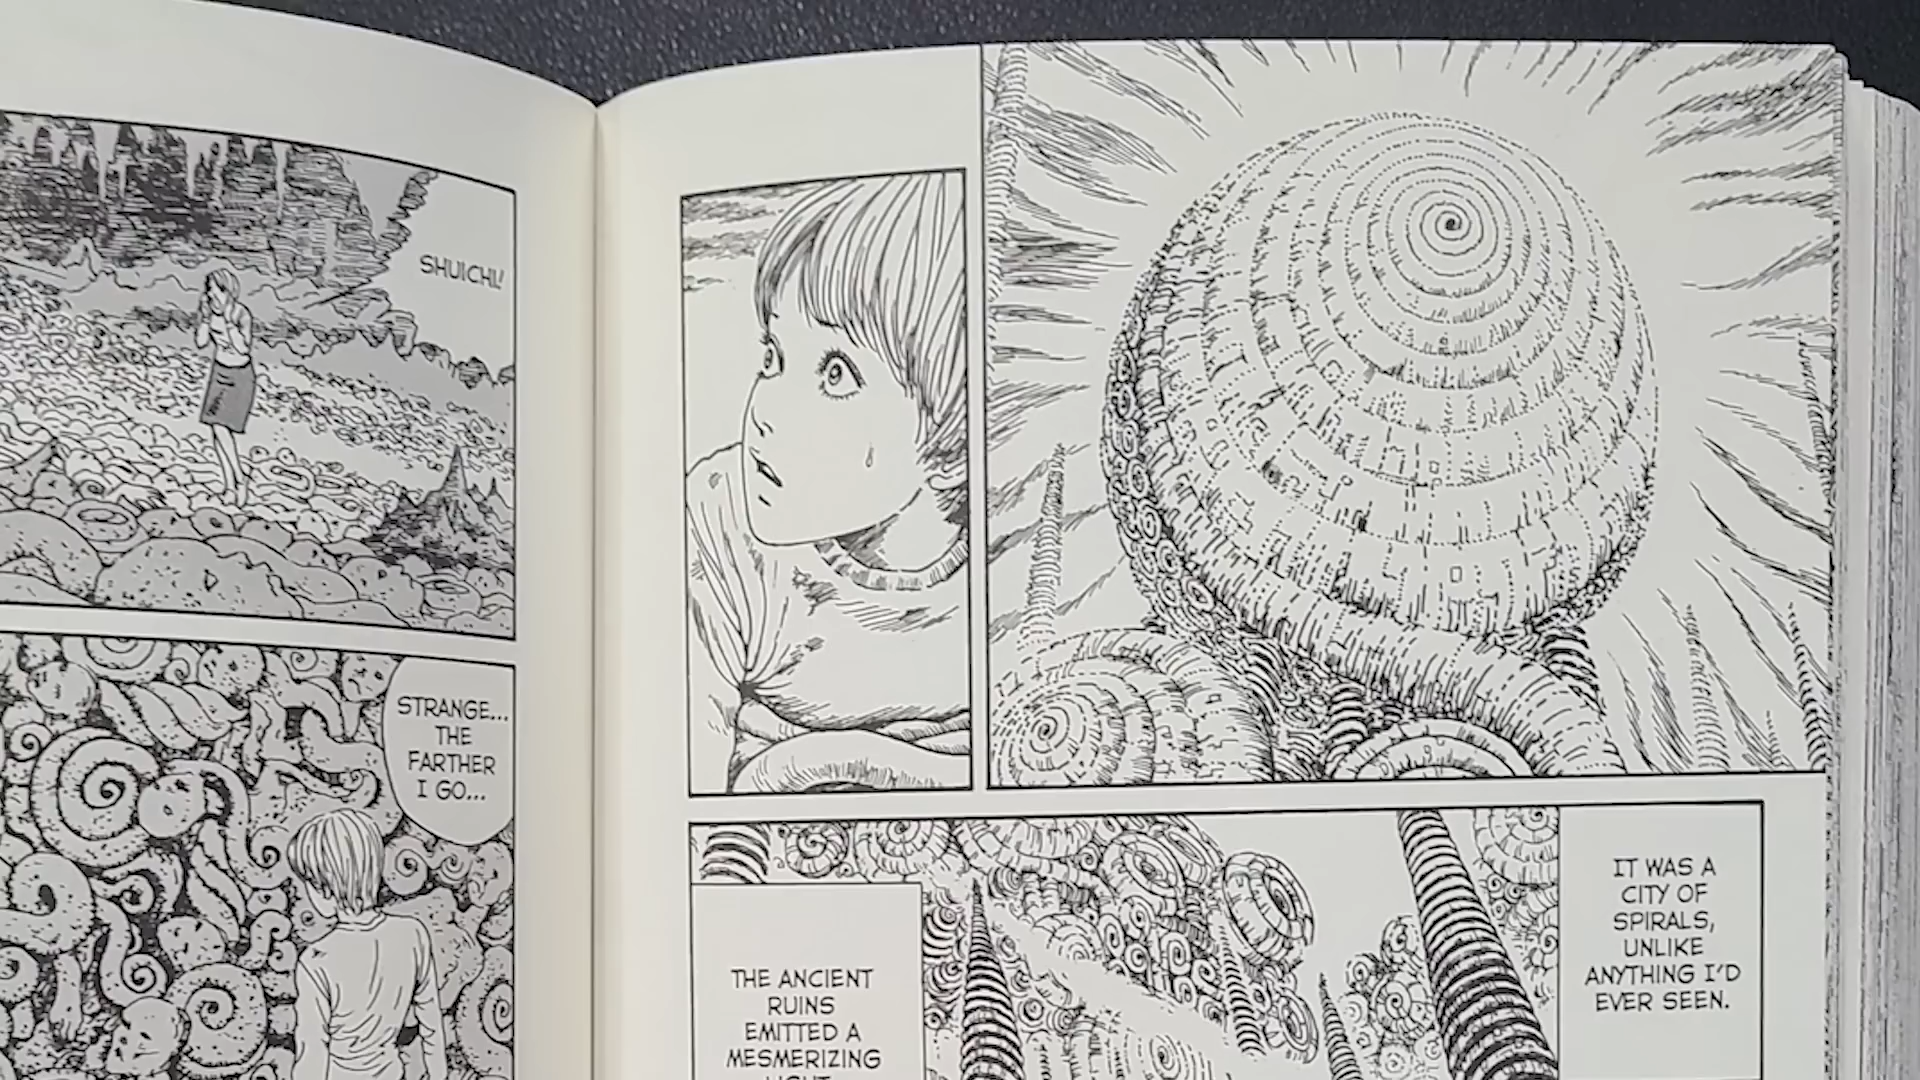 IT WAS A
CITY OF
SPIRALS,
UNLIKE
ANYTHING I'D
EVER SEEN.
THE ANCIENT
RUINS
EMITTED A
MESMERIZING
SHUICHI!
STRANGE...
THE
FARTHER
I GO...